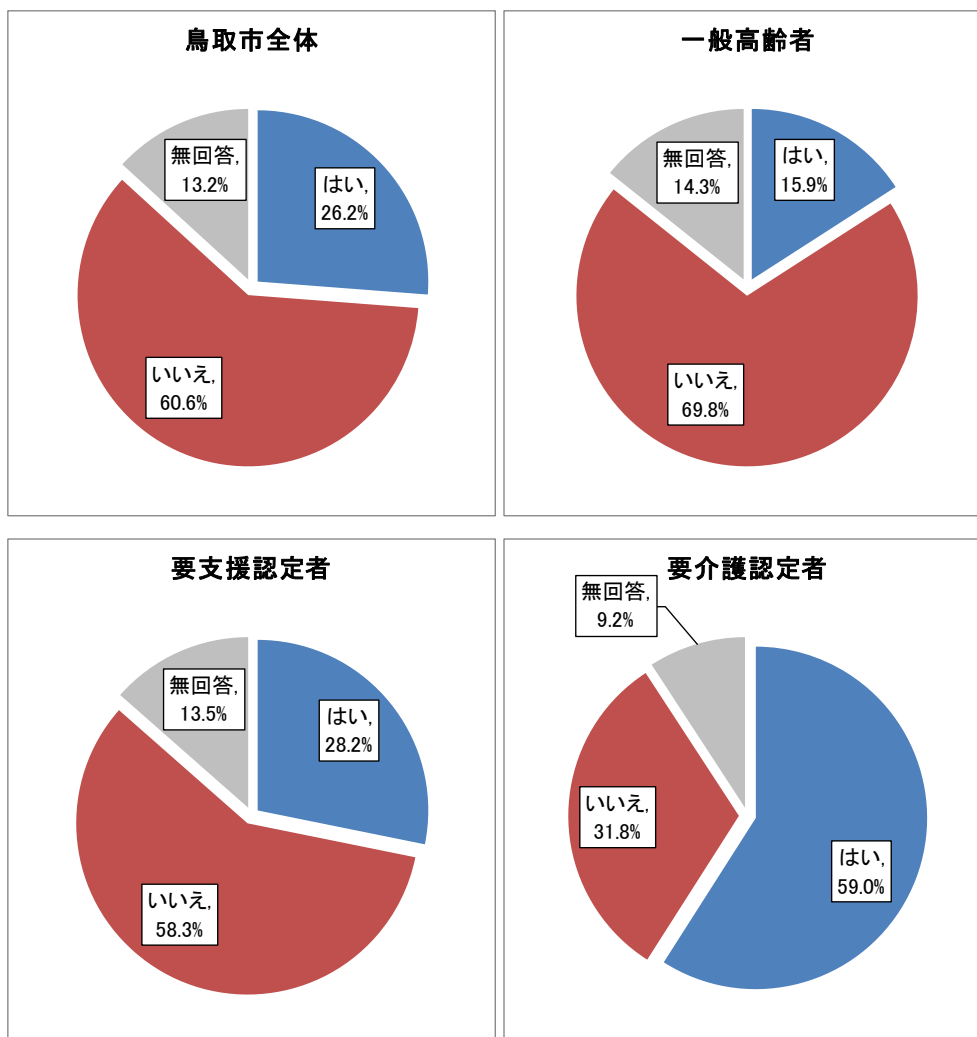 鳥取市全体
無回答,
13.2%
はい,
26.2%
いいえ,
60.6%
一般高齢者
無回答,
14.3%
はい,
15.9%
いいえ,
69.8%
要支援認定者
無回答,
13.5%
はい,
28.2%
いいえ,
58.3%
要介護認定者
無回答,
9.2%
いいえ,
31.8%
はい,
59.0%